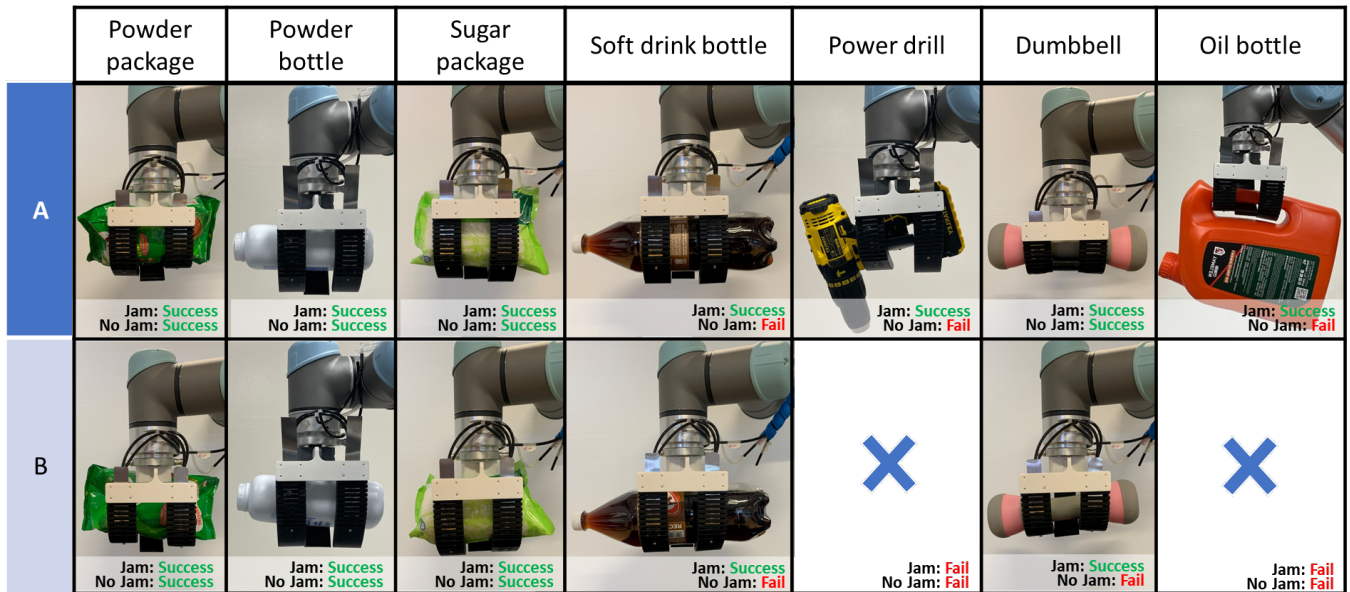 Powder
package
Powder
bottle
Sugar
package
Soft drink bottle
Power drill
Dumbbell
Oil bottle
A
Jam: Success
No Jam: Success
Jam: Success
No Jam: Success
Jam: Success
No Jam: Success
Jam: Success
No Jam: Fail
Jam: Success
No Jam: Fail
Jam: Success
No Jam: Success
Jam: Success
No Jam: Fail
B
Jam: Success
No Jam: Success
Jam: Success
No Jam: Success
Jam: Success
No Jam: Success
Jam: Success
No Jam: Fail
Jam: Fail
No Jam: Fail
Jam: Success
No Jam: Fail
Jam: Fail
No Jam: Fail